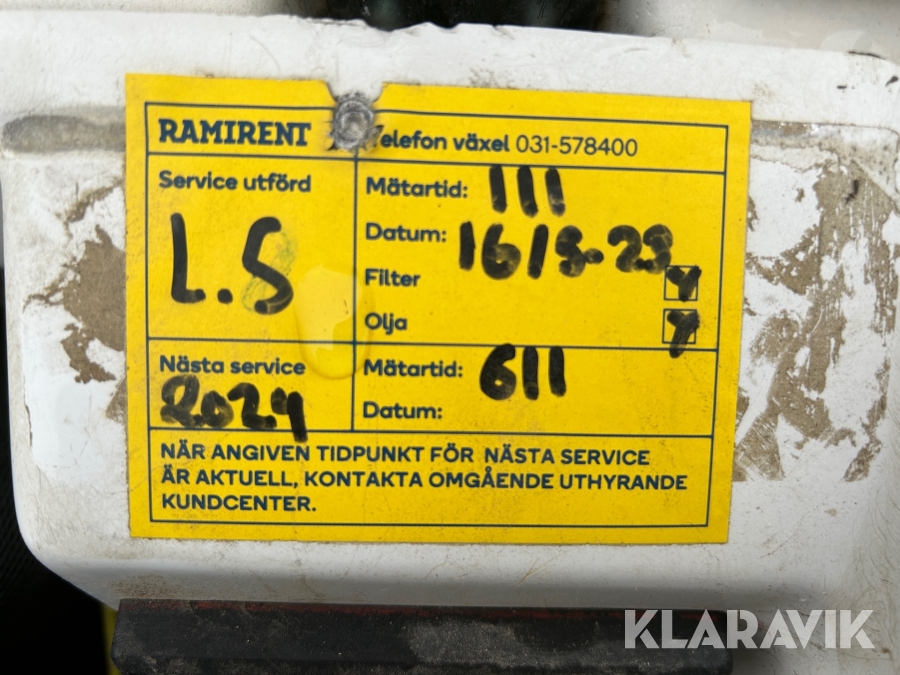 RAMIRENT
Telefon växel 031-578400
Service utförd
L.S
Mätartid: 111
Datum: 16/5-23
Filter
Olja
Nästa service
2024
Mätartid: 611
Datum:
NÄR ANGIVEN TIDPUNKT FÖR NÄSTA SERVICE
ÄR AKTUELL, KONTAKTA OMGÅENDE UTHYRANDE
KUNDCENTER.
KLARAVIK